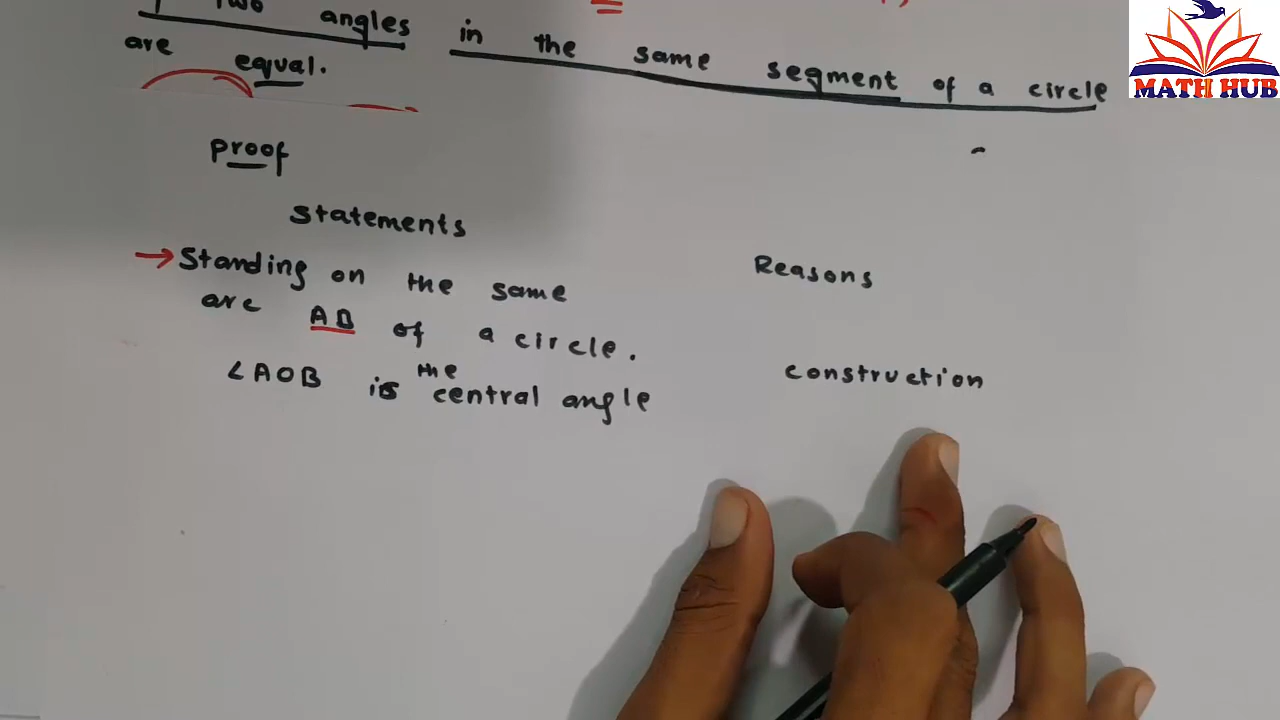 Two angles in the same segment of a circle
are equal.
MATH HUB
Proof
Statements
Reasons
→ Standing on the same
arc AB of a circle.
∠AOB is the central angle
construction